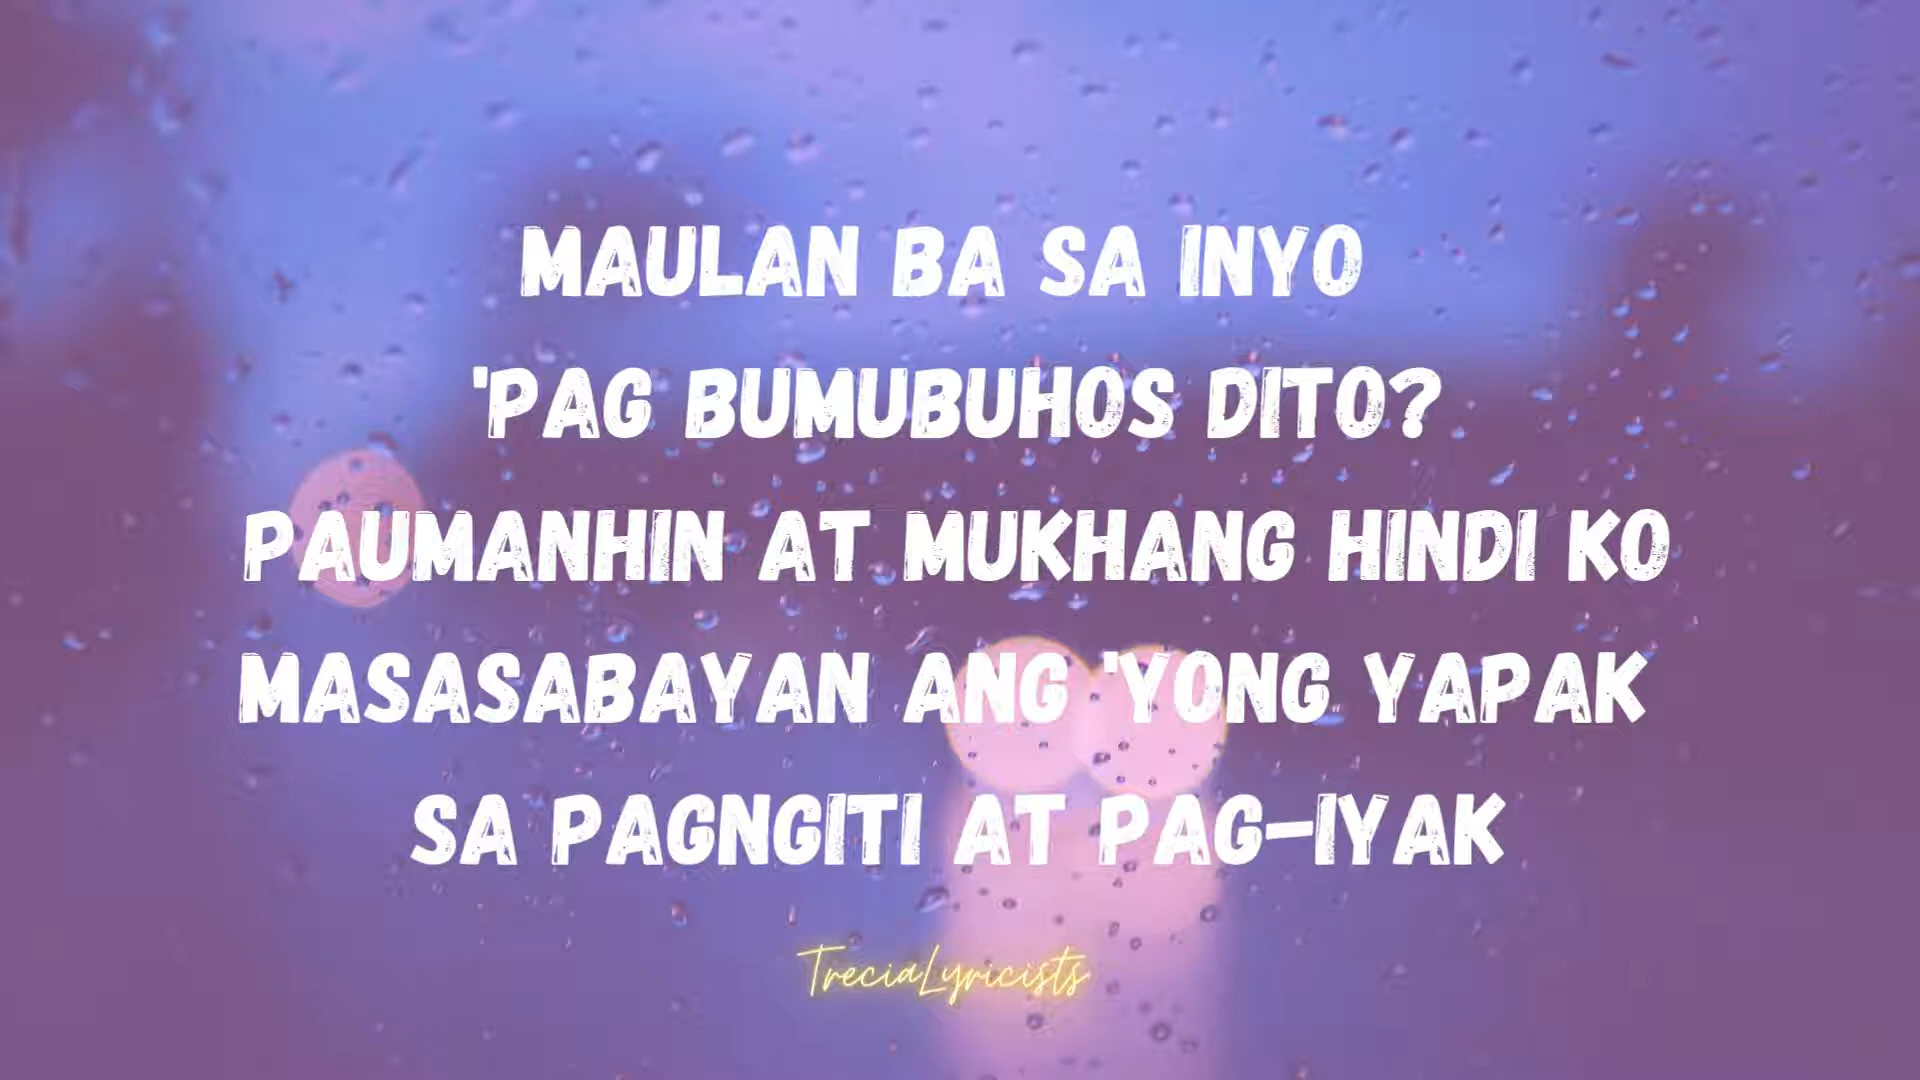 MAULAN BA SA INYO
'PAG BUMUBUHOS DITO?
PAUMANHIN AT MUKHANG HINDI KO
MASASABAYAN ANG 'YONG YAPAK
SA PAGNGITI AT PAG-IYAK
TreciaLyricists